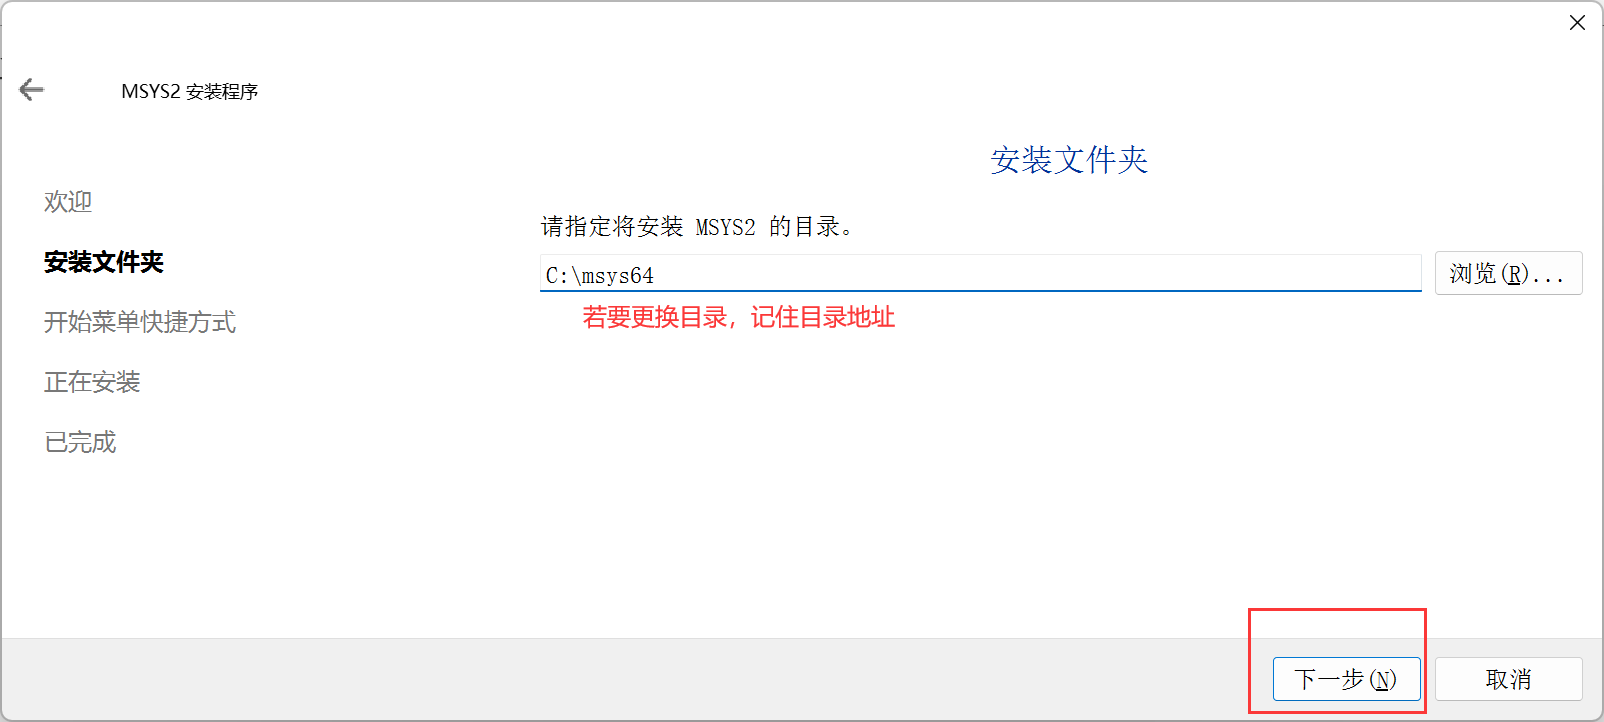 MSYS2 安装程序
安装文件夹
欢迎
安装文件夹
开始菜单快捷方式
正在安装
已完成
请指定将安装 MSYS2 的目录。
C:\msys64
浏览(R)...
若要更换目录，记住目录地址
下一步(N)
取消